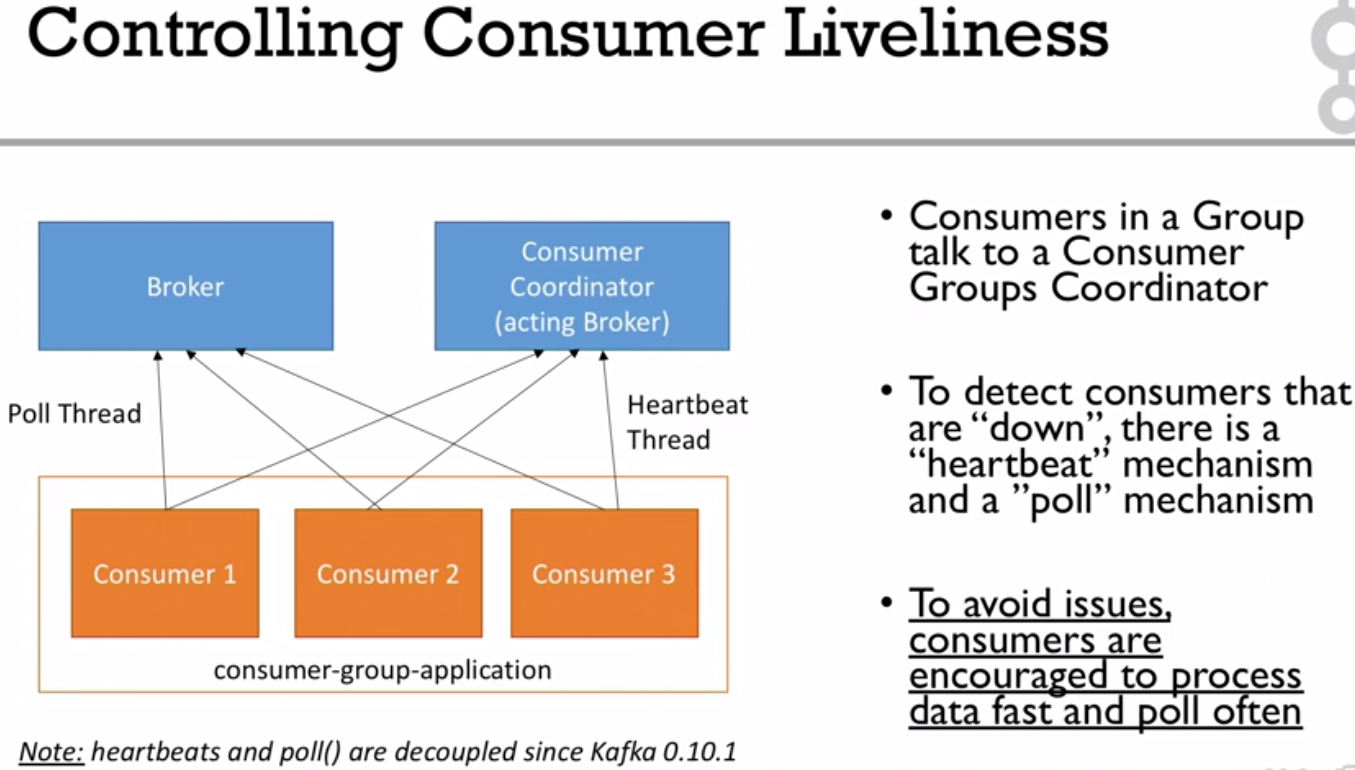 Controlling Consumer Liveliness
Broker
Consumer
Coordinator
(acting Broker)
Poll Thread
Heartbeat
Thread
Consumer 1
Consumer 2
Consumer 3
consumer-group-application
Note: heartbeats and poll() are decoupled since Kafka 0.10.1
• Consumers in a Group
talk to a Consumer
Groups Coordinator
• To detect consumers that
are “down”, there is a
“heartbeat” mechanism
and a ”poll” mechanism
• To avoid issues,
consumers are
encouraged to process
data fast and poll often